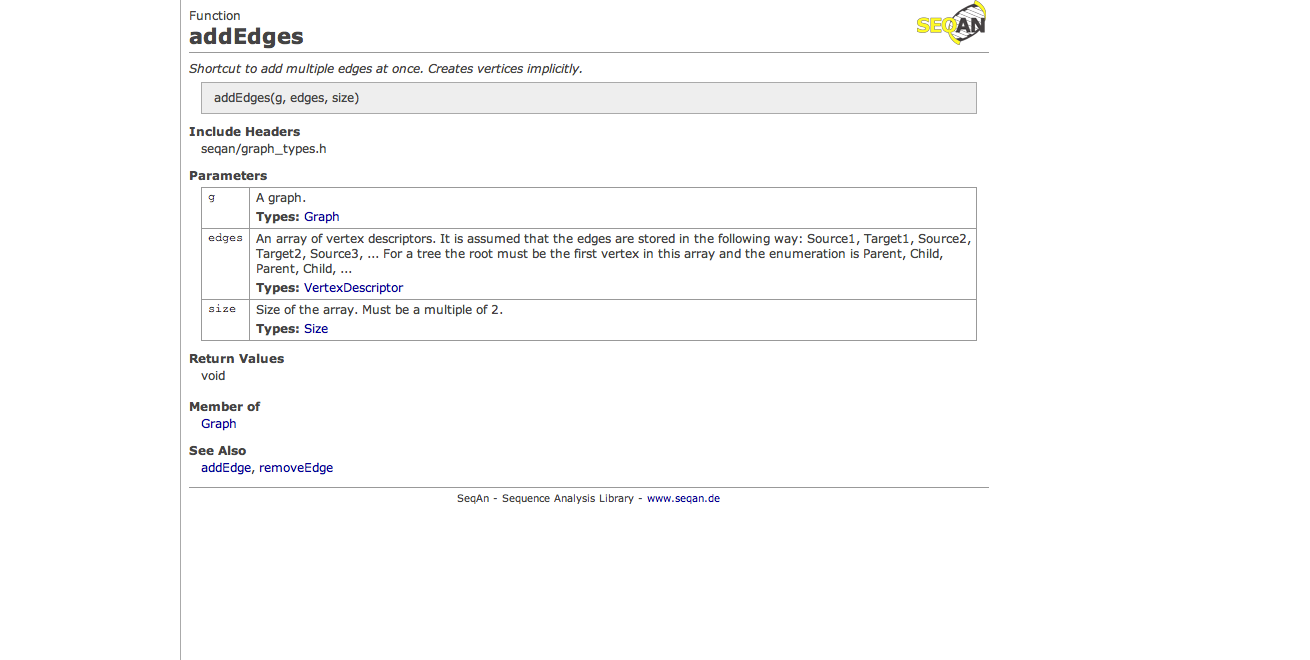 Function
SEQAN
addEdges
Shortcut to add multiple edges at once. Creates vertices implicitly.
addEdges(g, edges, size)
Include Headers
seqan/graph_types.h
Parameters
g A graph.
Types: Graph
edges An array of vertex descriptors. It is assumed that the edges are stored in the following way: Source1, Target1, Source2,
Target2, Source3, ... For a tree the root must be the first vertex in this array and the enumeration is Parent, Child,
Parent, Child, ...
Types: VertexDescriptor
size Size of the array. Must be a multiple of 2.
Types: Size
Return Values
void
Member of
Graph
See Also
addEdge, removeEdge
SeqAn - Sequence Analysis Library - www.seqan.de